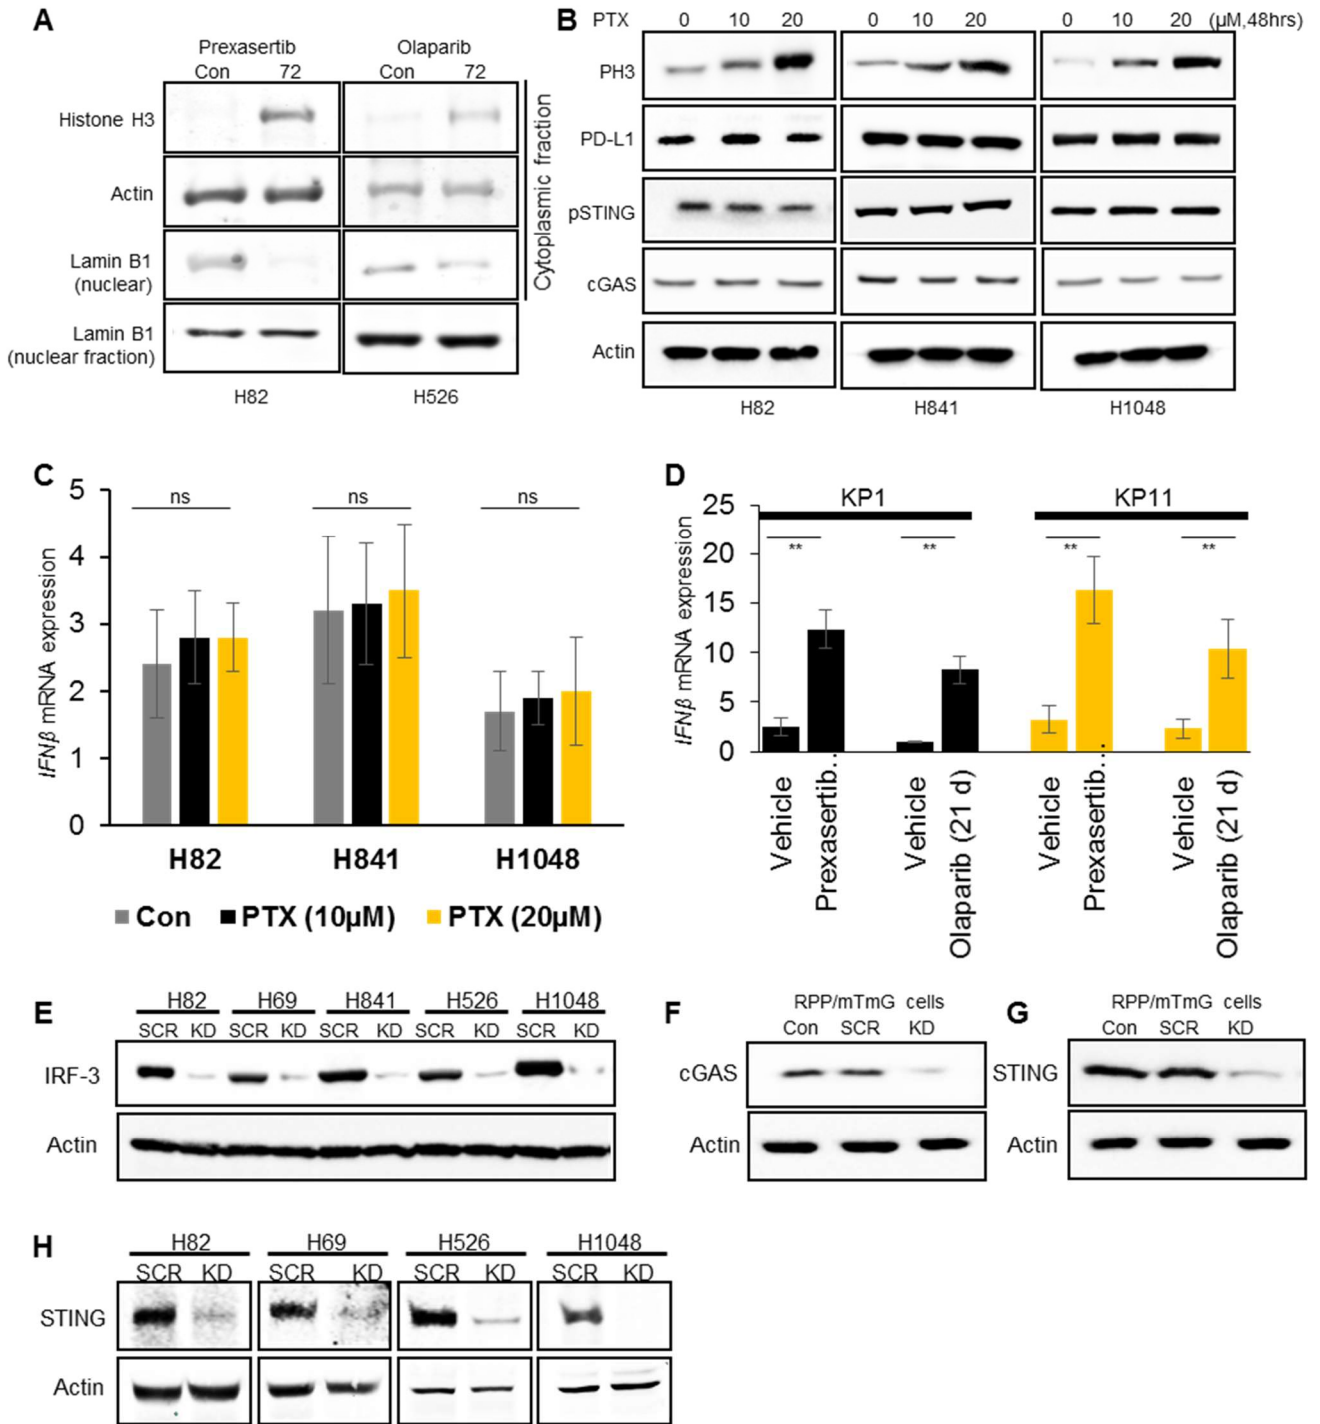 A
Prexasertib Olaparib
Con 72 Con 72
Histone H3
Actin
Lamin B1
(nuclear)
Cytoplasmic fraction
Lamin B1
(nuclear fraction)
H82 H526
B
PTX 0 10 20 0 10 20 0 10 20 (µM,48hrs)
PH3
PD-L1
pSTING
cGAS
Actin
H82 H841 H1048
C
IFNβ mRNA expression
5
4
3
2
1
0
ns ns ns
H82 H841 H1048
Con PTX (10µM) PTX (20µM)
D
IFNβ mRNA expression
25
20
15
10
5
0
KP1 KP11
** ** ** **
Vehicle
Prexasertib...
Vehicle
Olaparib (21 d)
Vehicle
Prexasertib...
Vehicle
Olaparib (21 d)
E
H82 H69 H841 H526 H1048
SCR KD SCR KD SCR KD SCR KD SCR KD
IRF-3
Actin
F
RPP/mTmG cells
Con SCR KD
cGAS
Actin
G
RPP/mTmG cells
Con SCR KD
STING
Actin
H
H82 H69 H526 H1048
SCR KD SCR KD SCR KD SCR KD
STING
Actin